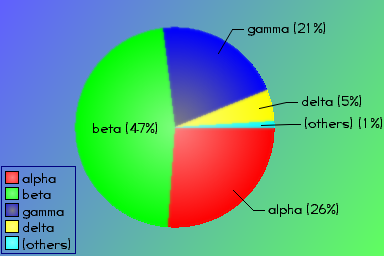 gamma (21%)
delta (5%)
beta (47%)
(others) (1%)
alpha (26%)
alpha
beta
gamma
delta
(others)